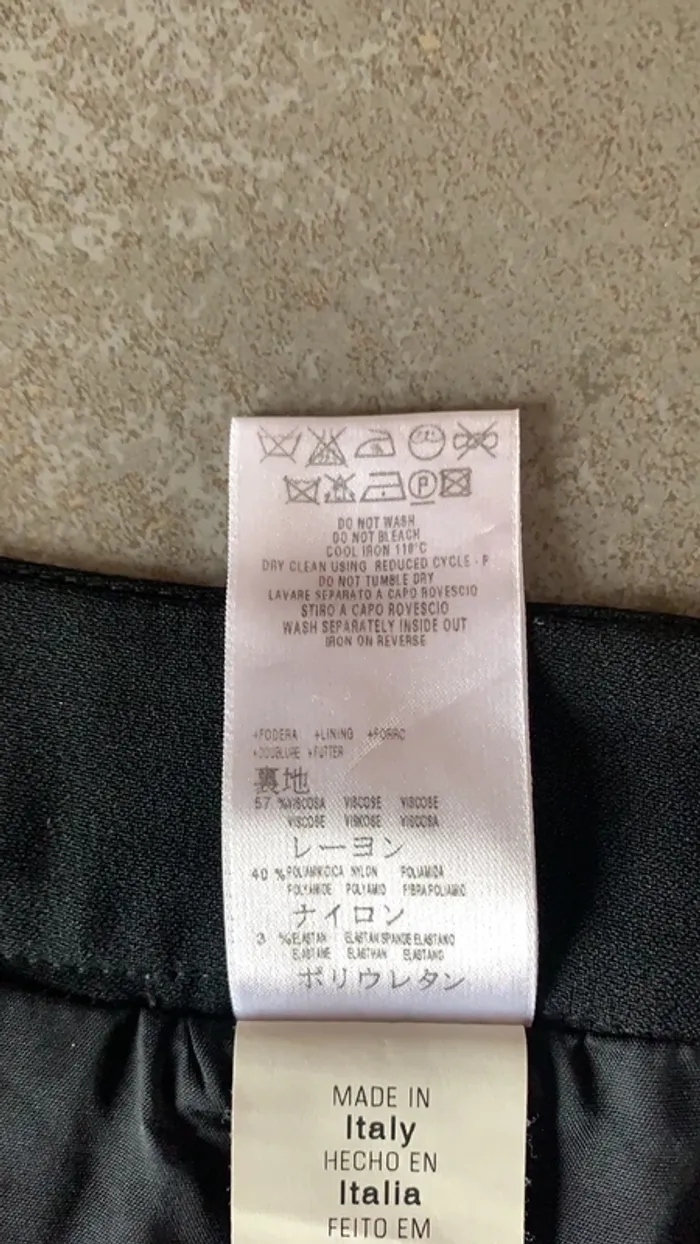 DO NOT WASH
DO NOT BLEACH
COOL IRON 110°C
DRY CLEAN USING REDUCED CYCLE - P
DO NOT TUMBLE DRY
LAVARE SEPARATO A CAPO ROVESCIO
STIRO A CAPO ROVESCIO
WASH SEPARATELY INSIDE OUT
IRON ON REVERSE
+FODERA +LINING +FORRO
+DOUBLURE +FUTTER
裏地
57 %VISCOSA VISCOSE VISCOSE
VISCOSE VISKOSE VISCOSA
レーヨン
40 %POLIAMMIDICA NYLON POLIAMIDA
POLYAMIDE POLYAMID FIBRA POLIAMID
ナイロン
3 %ELASTAN ELASTAN SPANDE ELASTANO
ELASTANE ELASTHAN ELASTANO
ポリウレタン
MADE IN
Italy
HECHO EN
Italia
FEITO EM